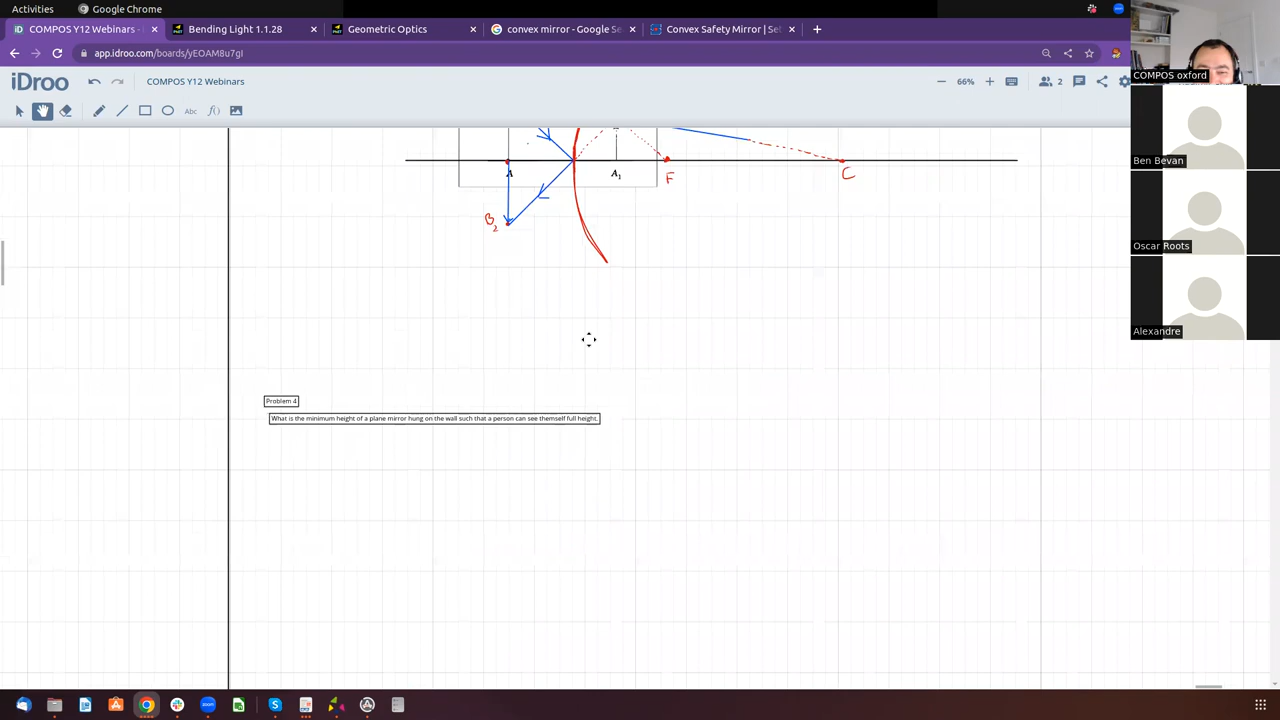 Activities
Google Chrome
COMPOS Y12 Webinars -
Bending Light 1.1.28
Geometric Optics
convex mirror - Google Se
Convex Safety Mirror | Set
app.idroo.com/boards/yEOAM8u7gI
iDroo
COMPOS Y12 Webinars
66%
2
Abc
f()
A
A1
F
C
B2
Problem 4
What is the minimum height of a plane mirror hung on the wall such that a person can see themself full height.
COMPOS oxford
Ben Bevan
Oscar Roots
Alexandre